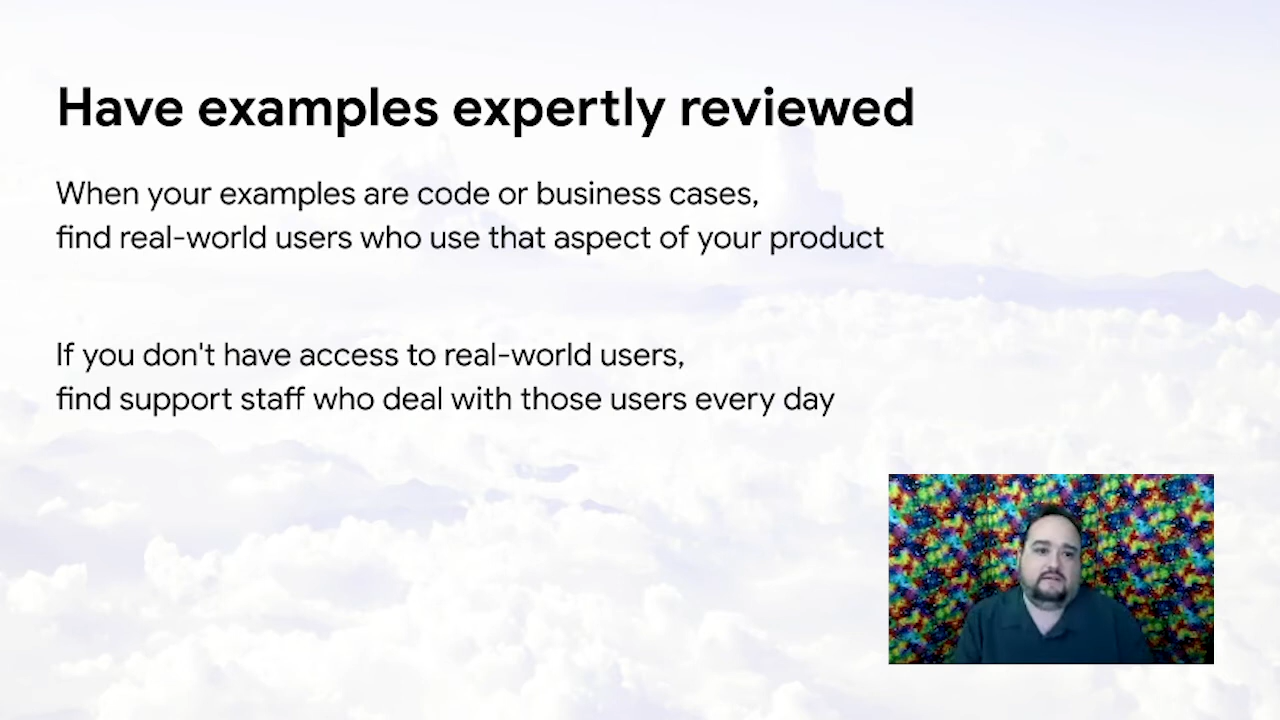 Have examples expertly reviewed
When your examples are code or business cases,
find real-world users who use that aspect of your product
If you don't have access to real-world users,
find support staff who deal with those users every day